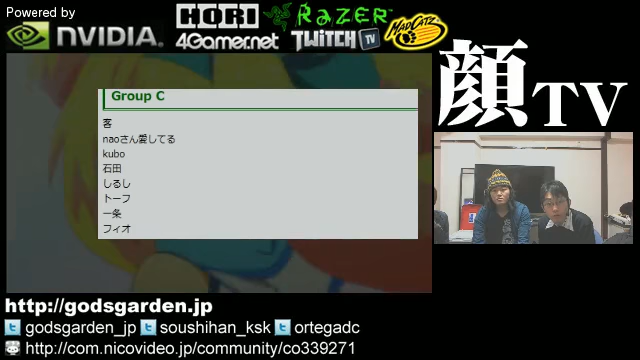 Powered by
NVIDIA
HORI
RAZER
4Gamer.net
TWITCH TV
MAD CATZ
顔TV
Group C
客
naoさん愛してる
kubo
石田
しるし
トーフ
一条
フィオ
http://godsgarden.jp
godsgarden_jp soushihan_ksk ortegadc
http://com.nicovideo.jp/community/co339271